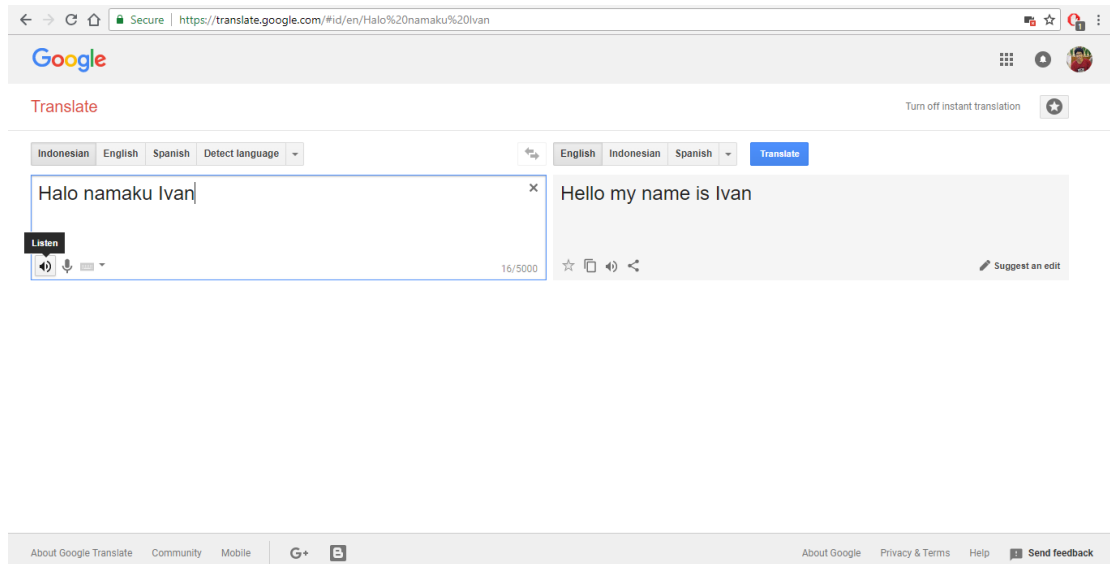 Secure | https://translate.google.com/#id/en/Halo%20namaku%20Ivan
1
Google
Translate
Turn off instant translation
Indonesian English Spanish Detect language
English Indonesian Spanish Translate
Halo namaku Ivan
Hello my name is Ivan
Listen
16/5000
Suggest an edit
About Google Translate Community Mobile G+ B
About Google Privacy & Terms Help Send feedback